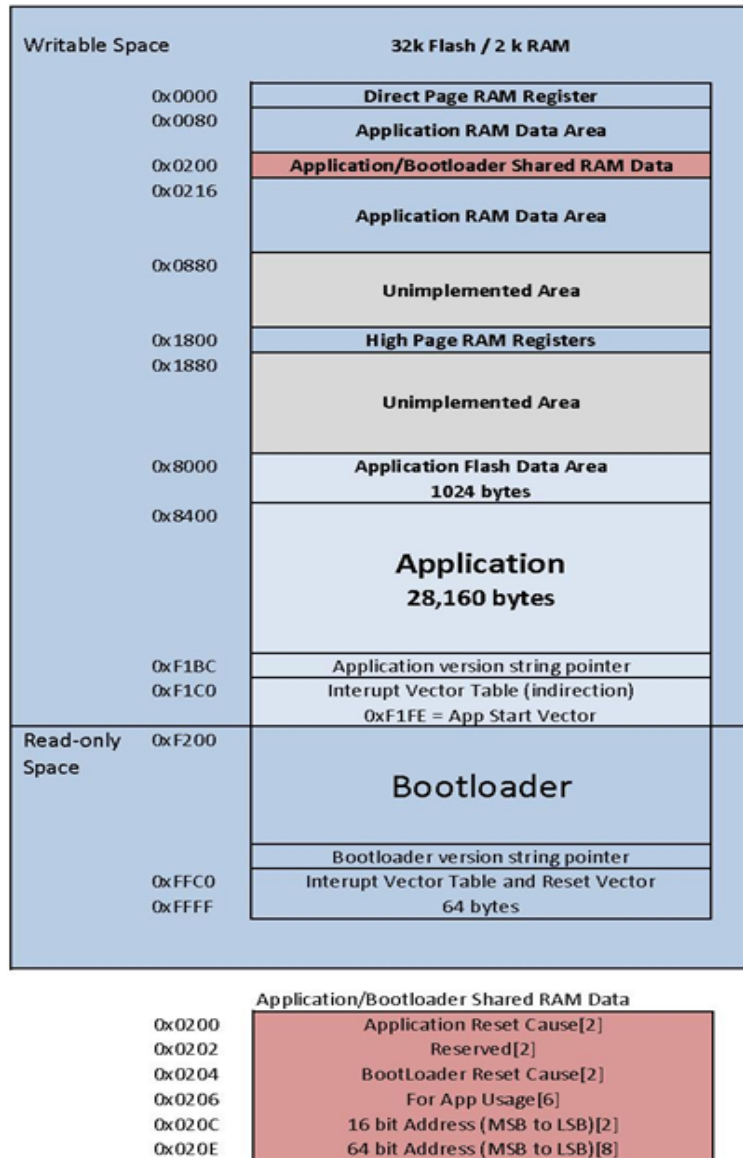 Writable Space 32k Flash / 2 k RAM
0x0000 Direct Page RAM Register
0x0080 Application RAM Data Area
0x0200 Application/Bootloader Shared RAM Data
0x0216 Application RAM Data Area
0x0880 Unimplemented Area
0x1800 High Page RAM Registers
0x1880 Unimplemented Area
0x8000 Application Flash Data Area
1024 bytes
0x8400 Application
28,160 bytes
0xF1BC Application version string pointer
0xF1C0 Interupt Vector Table (indirection)
0xF1FE = App Start Vector
Read-only 0xF200
Space
Bootloader
Bootloader version string pointer
0xFFC0 Interupt Vector Table and Reset Vector
0xFFFF 64 bytes
Application/Bootloader Shared RAM Data
0x0200 Application Reset Cause[2]
0x0202 Reserved[2]
0x0204 BootLoader Reset Cause[2]
0x0206 For App Usage[6]
0x020C 16 bit Address (MSB to LSB)[2]
0x020E 64 bit Address (MSB to LSB)[8]